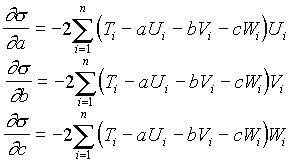 ∂σ/∂a = −2∑_{i=1}^{n}(T_i − aU_i − bV_i − cW_i)U_i
∂σ/∂b = −2∑_{i=1}^{n}(T_i − aU_i − bV_i − cW_i)V_i
∂σ/∂c = −2∑_{i=1}^{n}(T_i − aU_i − bV_i − cW_i)W_i